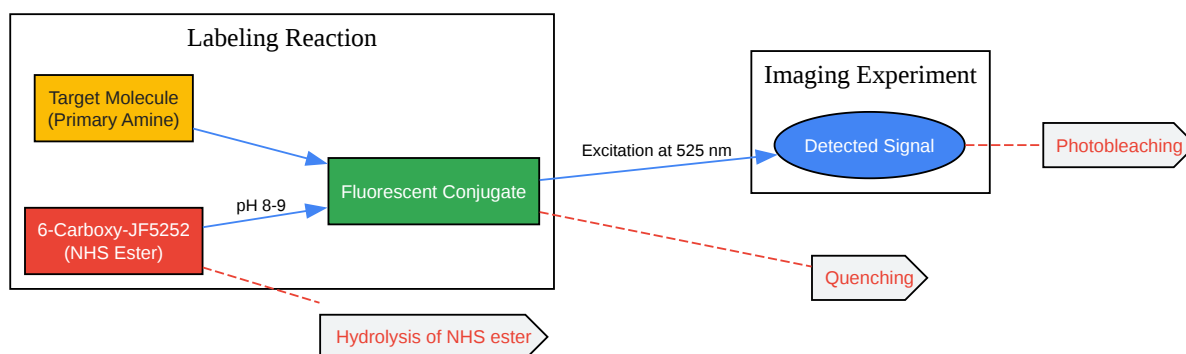 Labeling Reaction
Target Molecule
(Primary Amine)
6-Carboxy-JF5252
(NHS Ester)
pH 8-9
Fluorescent Conjugate
Hydrolysis of NHS ester
Excitation at 525 nm
Quenching
Imaging Experiment
Detected Signal
Photobleaching